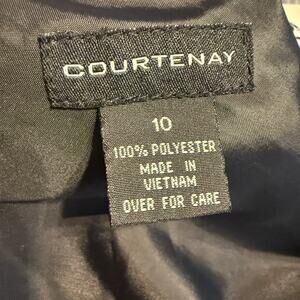 COURTENAY
10
100% POLYESTER
MADE IN
VIETNAM
OVER FOR CARE